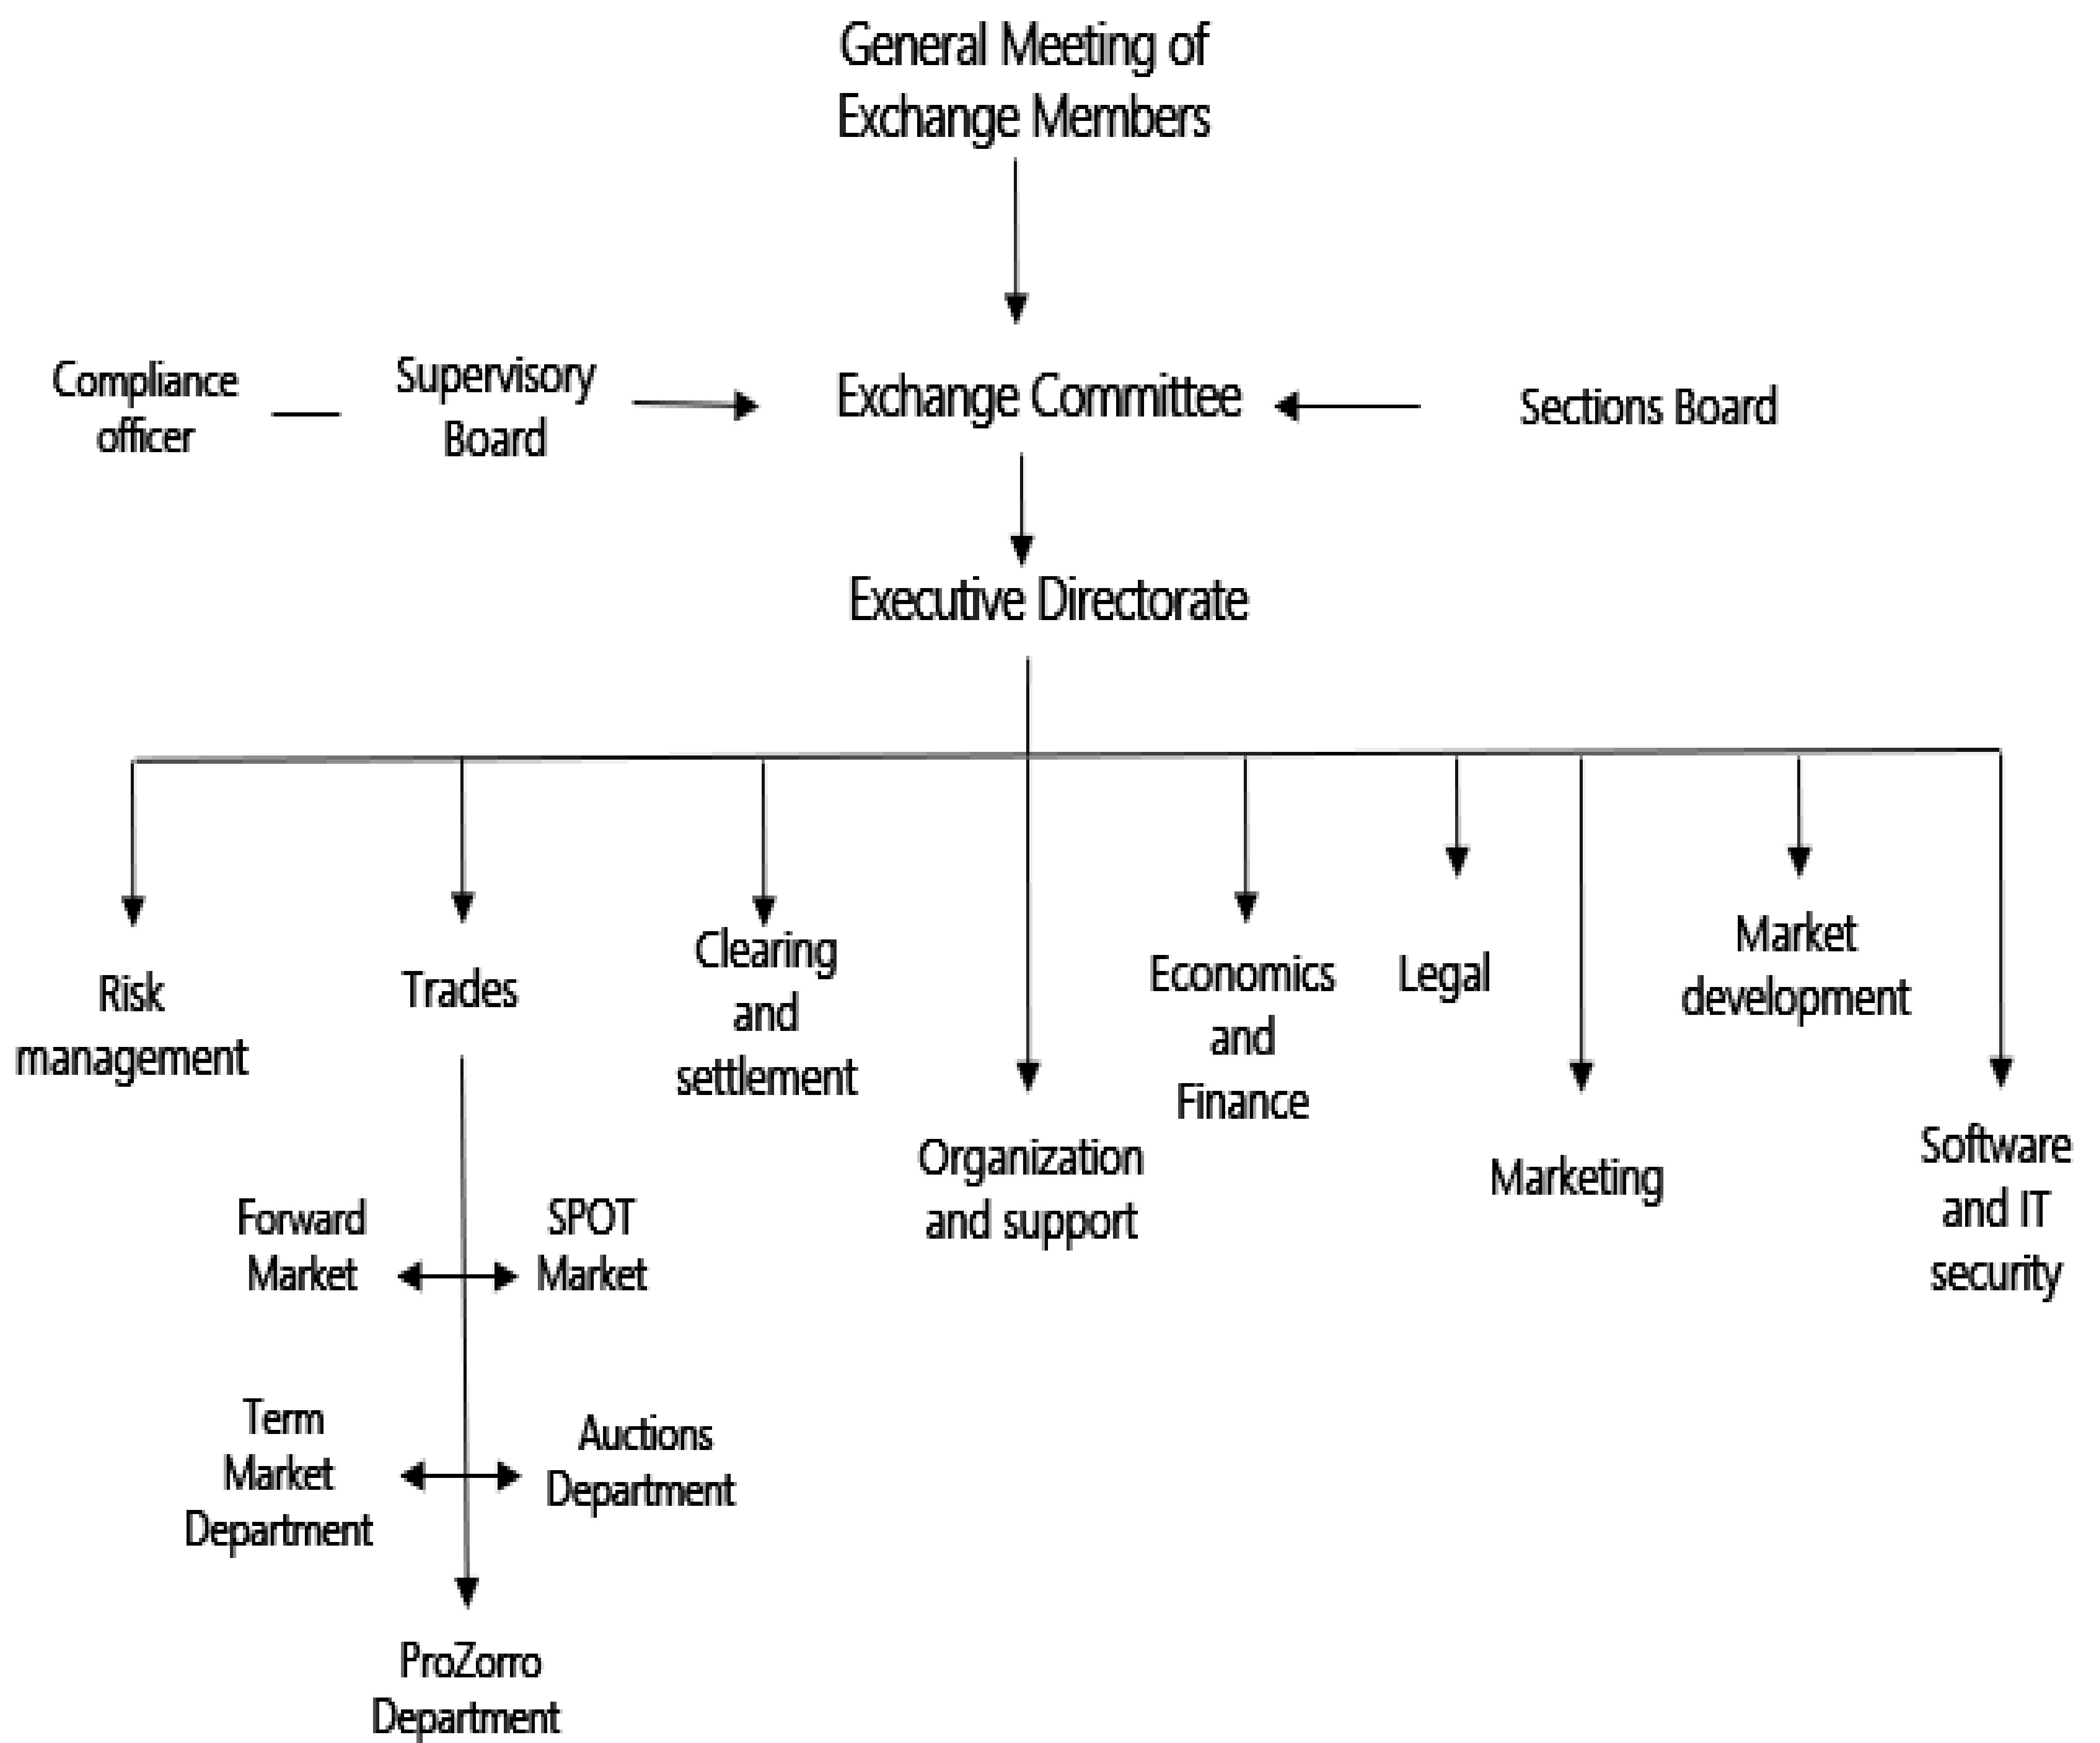 General Meeting of
Exchange Members
Compliance
officer
Supervisory
Board
Exchange Committee
Sections Board
Executive Directorate
Risk
management
Trades
Clearing
and
settlement
Organization
and support
Economics
and
Finance
Legal
Marketing
Market
development
Software
and IT
security
Forward
Market
SPOT
Market
Term
Market
Department
Auctions
Department
ProZorro
Department